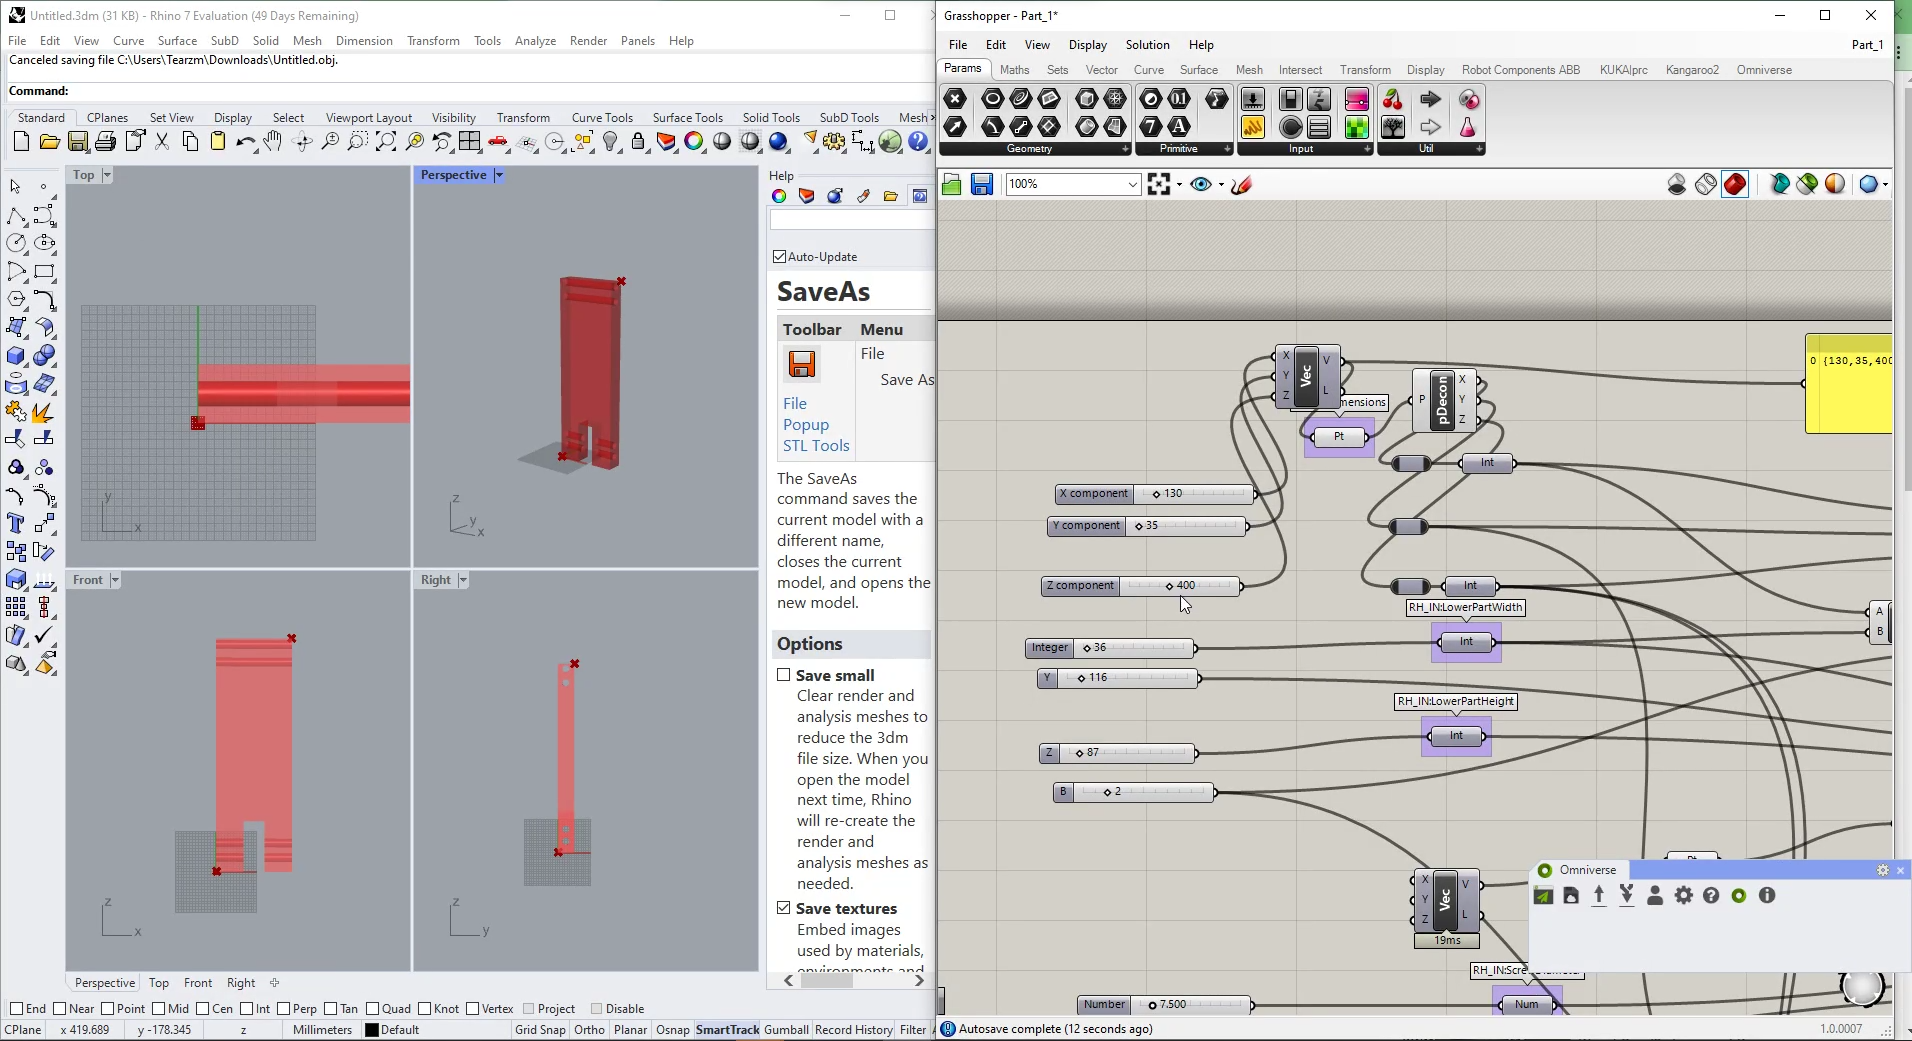 Untitled.3dm (31 KB) - Rhino 7 Evaluation (49 Days Remaining)
File Edit View Curve Surface SubD Solid Mesh Dimension Transform Tools Analyze Render Panels Help
Canceled saving file C:\Users\Tearzm\Downloads\Untitled.obj.
Command:
Standard CPlanes Set View Display Select Viewport Layout Visibility Transform Curve Tools Surface Tools Solid Tools SubD Tools Mesh
Top
Perspective
y
x
z
y
x
Front
Right
z
x
z
y
Perspective Top Front Right
End Near Point Mid Cen Int Perp Tan Quad Knot Vertex Project Disable
CPlane x 419.689 y -178.345 z Millimeters Default Grid Snap Ortho Planar Osnap SmartTrack Gumball Record History Filter
Help
Auto-Update
SaveAs
Toolbar Menu
File
Save As
File
Popup
STL Tools
The SaveAs
command saves the
current model with a
different name,
closes the current
model, and opens the
new model.
Options
Save small
Clear render and
analysis meshes to
reduce the 3dm
file size. When you
open the model
next time, Rhino
will re-create the
render and
analysis meshes as
needed.
Save textures
Embed images
used by materials,
environments and
Grasshopper - Part_1*
File Edit View Display Solution Help Part_1
Params Maths Sets Vector Curve Surface Mesh Intersect Transform Display Robot Components ABB KUKA|prc Kangaroo2 Omniverse
Geometry Primitive Input Util
100%
X Y Z Vec V L
mensions
Pt
P pDecon X Y Z
0 {130,35,400
Int
X component 130
Y component 35
Z component 400
Int
RH_IN:LowerPartWidth
A
B
Integer 36
Int
Y 116
RH_IN:LowerPartHeight
Int
Z 87
B 2
X Y Z Vec V L
19ms
Omniverse
Number 7.500
Num
Autosave complete (12 seconds ago)
1.0.0007